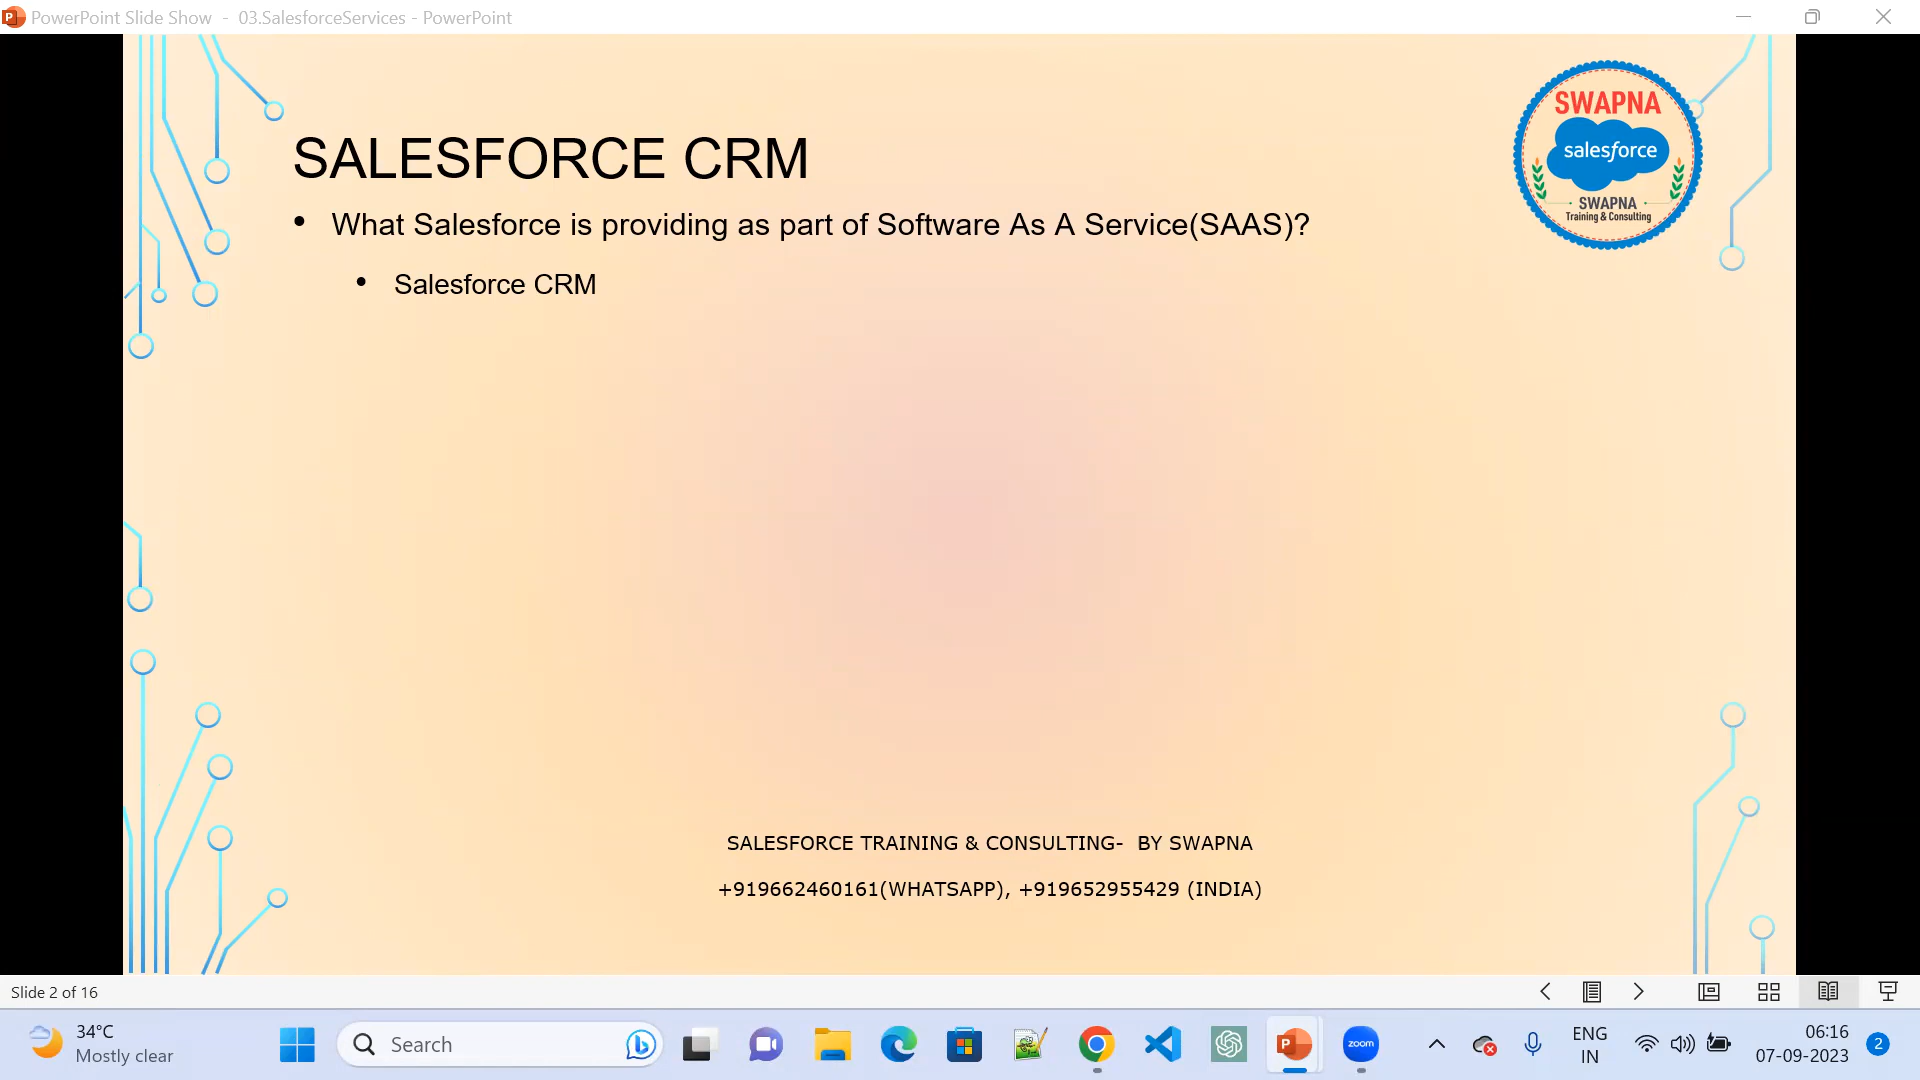 PowerPoint Slide Show - 03.SalesforceServices - PowerPoint
SWAPNA
salesforce
SWAPNA
Training & Consulting
SALESFORCE CRM
• What Salesforce is providing as part of Software As A Service(SAAS)?
• Salesforce CRM
SALESFORCE TRAINING & CONSULTING- BY SWAPNA
+919662460161(WHATSAPP), +919652955429 (INDIA)
Slide 2 of 16
34°C
Mostly clear
Search
zoom
ENG
IN
06:16
07-09-2023
2